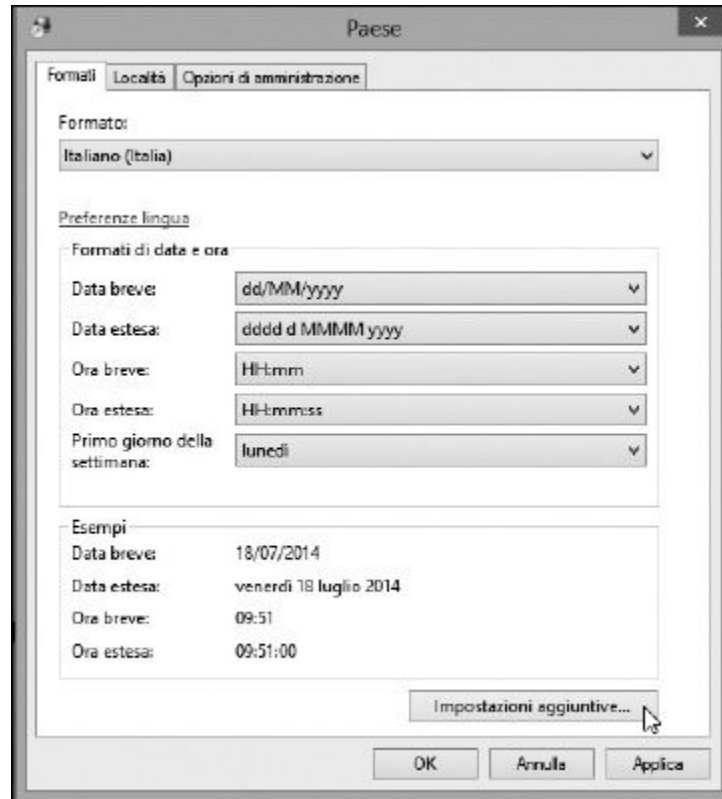 Paese
Formati Località Opzioni di amministrazione
Formato:
Italiano (Italia)
Preferenze lingua
Formati di data e ora
Data breve: dd/MM/yyyy
Data estesa: dddd d MMMM yyyy
Ora breve: HH:mm
Ora estesa: HH:mm:ss
Primo giorno della
settimana: lunedì
Esempi
Data breve: 18/07/2014
Data estesa: venerdì 18 luglio 2014
Ora breve: 09:51
Ora estesa: 09:51:00
Impostazioni aggiuntive...
OK Annulla Applica